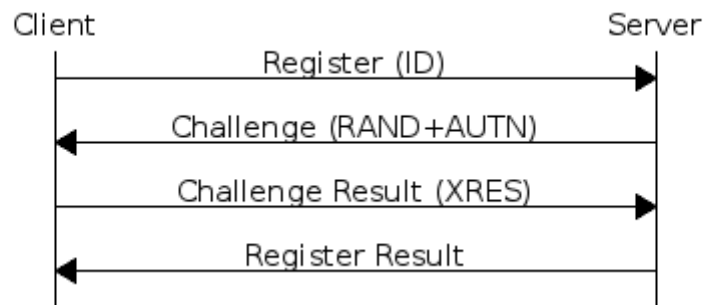 Client Server
Register (ID)
Challenge (RAND+AUTN)
Challenge Result (XRES)
Register Result